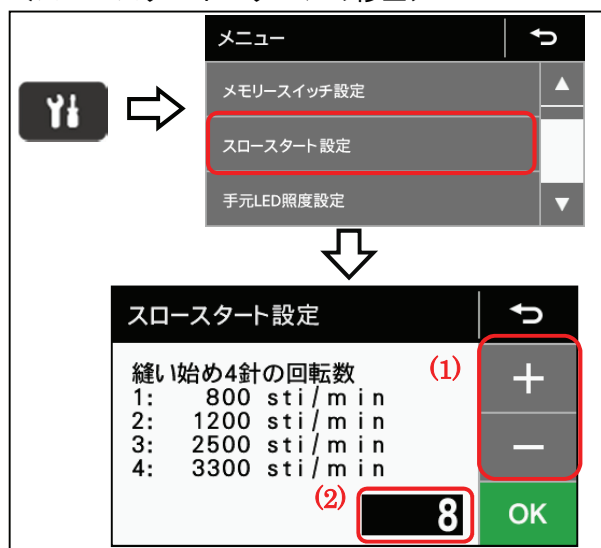 メニュー
メモリースイッチ設定
スロースタート設定
手元LED照度設定
スロースタート設定
縫い始め4針の回転数
1: 800 sti/min
2: 1200 sti/min
3: 2500 sti/min
4: 3300 sti/min
(1)
+
−
(2)
8
OK